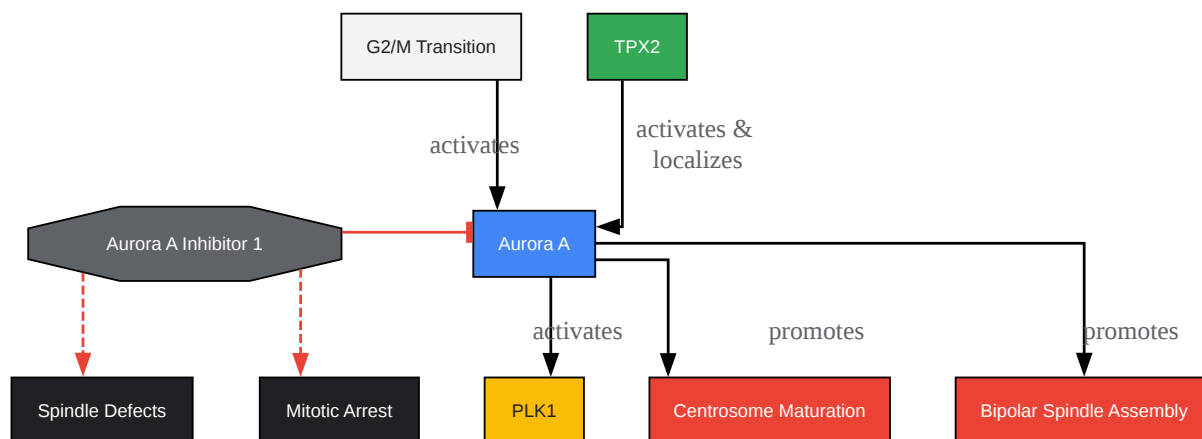 G2/M Transition
TPX2
activates
activates &
localizes
Aurora A Inhibitor 1
Aurora A
activates
promotes
promotes
Spindle Defects
Mitotic Arrest
PLK1
Centrosome Maturation
Bipolar Spindle Assembly